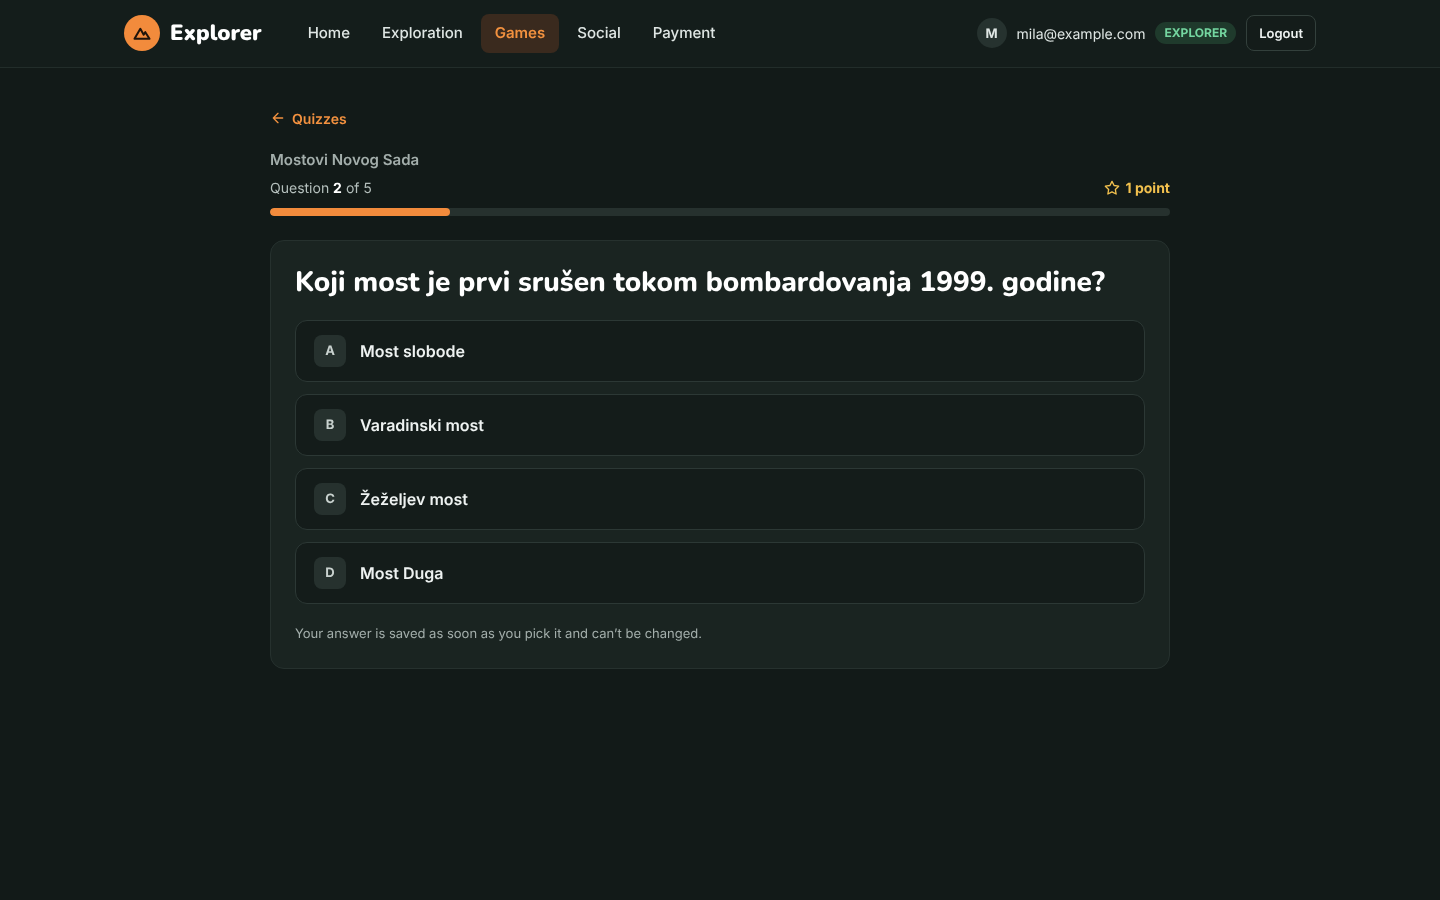 Explorer
Home Exploration Games Social Payment
M mila@example.com EXPLORER Logout
← Quizzes
Mostovi Novog Sada
Question 2 of 5
1 point
Koji most je prvi srušen tokom bombardovanja 1999. godine?
A Most slobode
B Varadinski most
C Žeželjev most
D Most Duga
Your answer is saved as soon as you pick it and can't be changed.